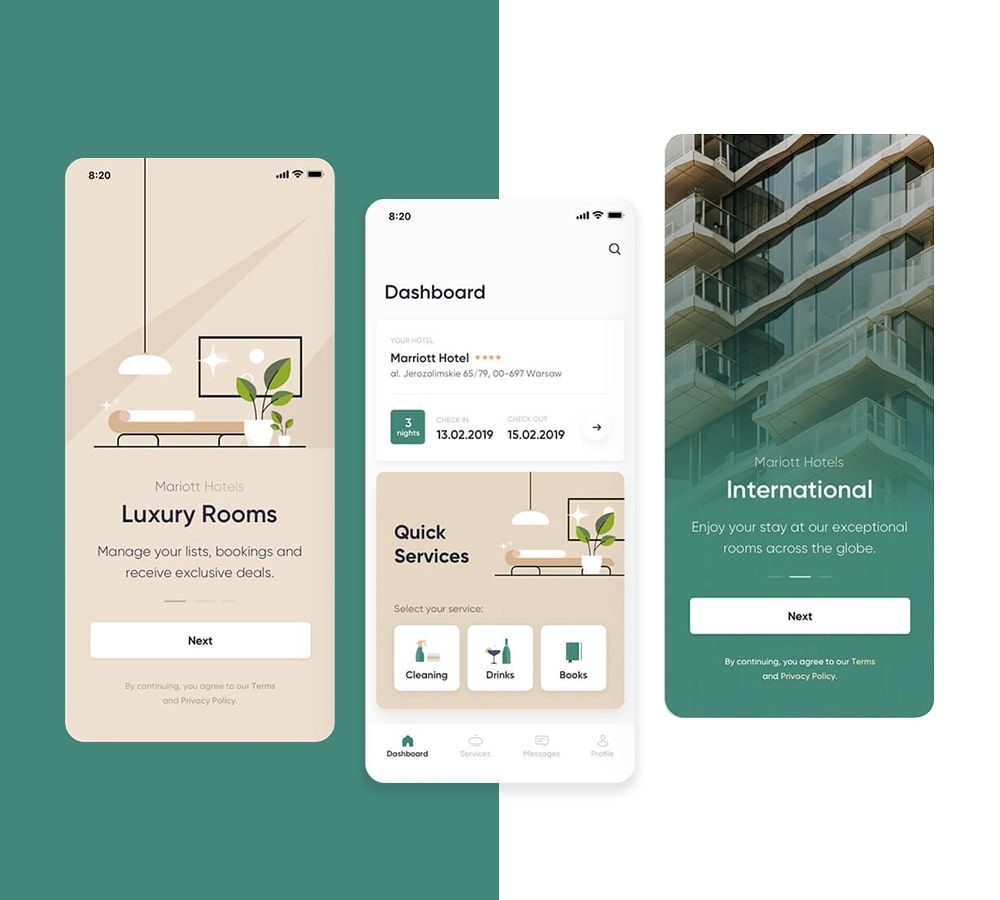 8:20
Mariott Hotels
Luxury Rooms
Manage your lists, bookings and
receive exclusive deals.
Next
By continuing, you agree to our Terms
and Privacy Policy.
8:20
Dashboard
YOUR HOTEL
Marriott Hotel
al. Jerozolimskie 65/79, 00-697 Warsaw
3
nights
CHECK IN
13.02.2019
CHECK OUT
15.02.2019
Quick
Services
Select your service:
Cleaning
Drinks
Books
Dashboard
Services
Messages
Profile
Mariott Hotels
International
Enjoy your stay at our exceptional
rooms across the globe.
Next
By continuing, you agree to our Terms
and Privacy Policy.